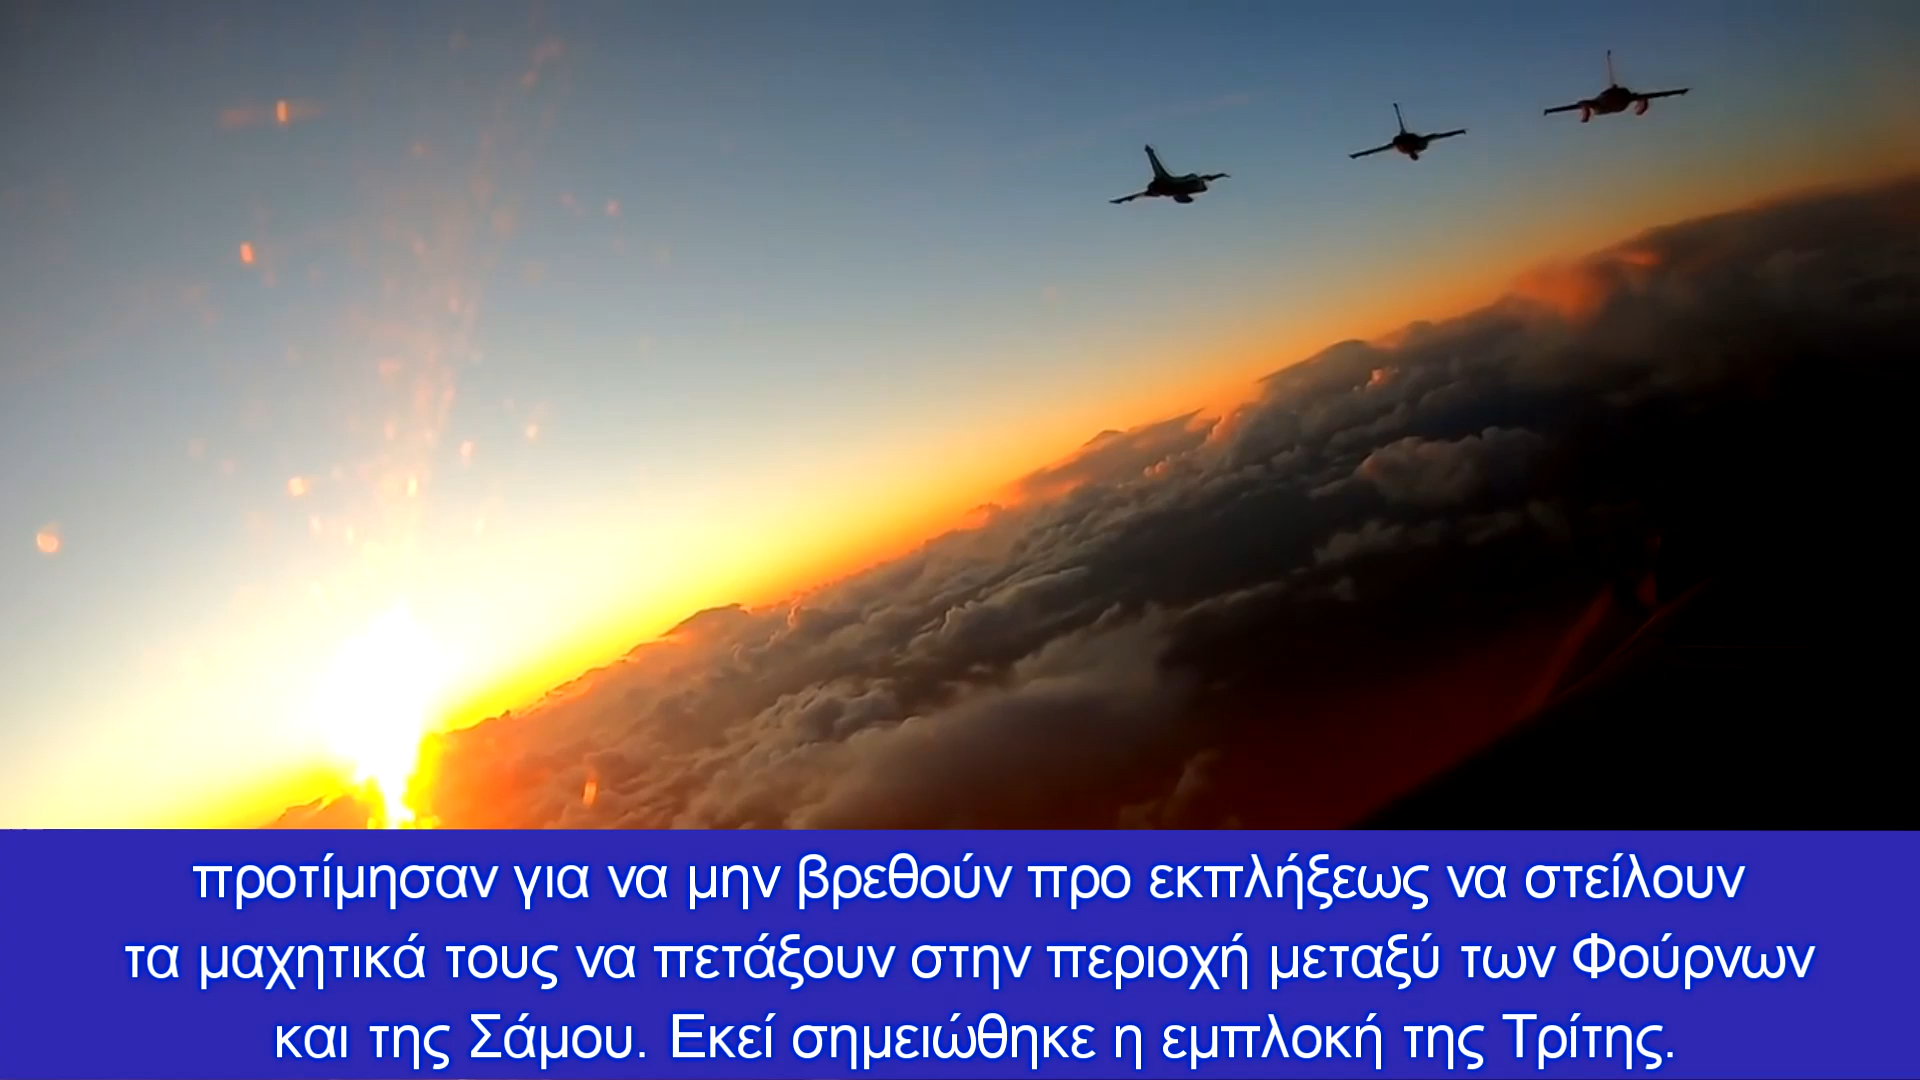 προτίμησαν για να μην βρεθούν προ εκπλήξεως να στείλουν
τα μαχητικά τους να πετάξουν στην περιοχή μεταξύ των Φούρνων
και της Σάμου. Εκεί σημειώθηκε η εμπλοκή της Τρίτης.